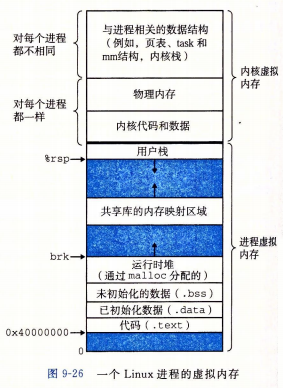 对每个进程
都不相同
与进程相关的数据结构
(例如，页表、task 和
mm结构，内核栈)
物理内存
内核代码和数据
对每个进程
都一样
内核虚拟
内存
%rsp
用户栈
共享库的内存映射区域
brk
运行时堆
(通过 malloc 分配的)
未初始化的数据 (.bss)
已初始化的数据 (.data)
代码 (.text)
0x40000000
0
进程虚拟
内存
图 9-26 一个 Linux 进程的虚拟内存